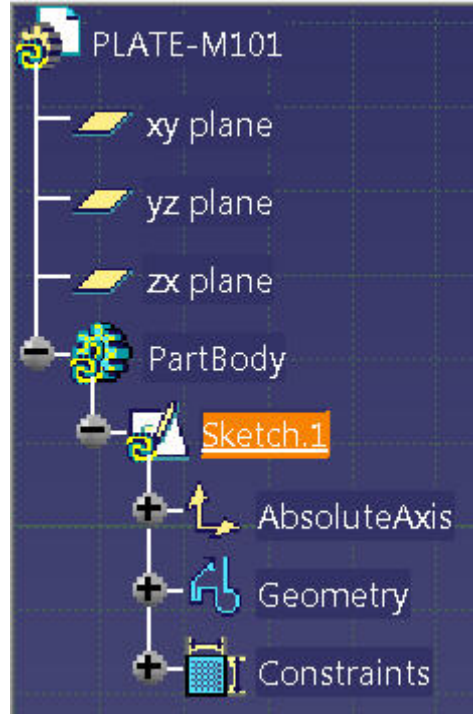 PLATE-M101
xy plane
yz plane
zx plane
PartBody
Sketch.1
AbsoluteAxis
Geometry
Constraints